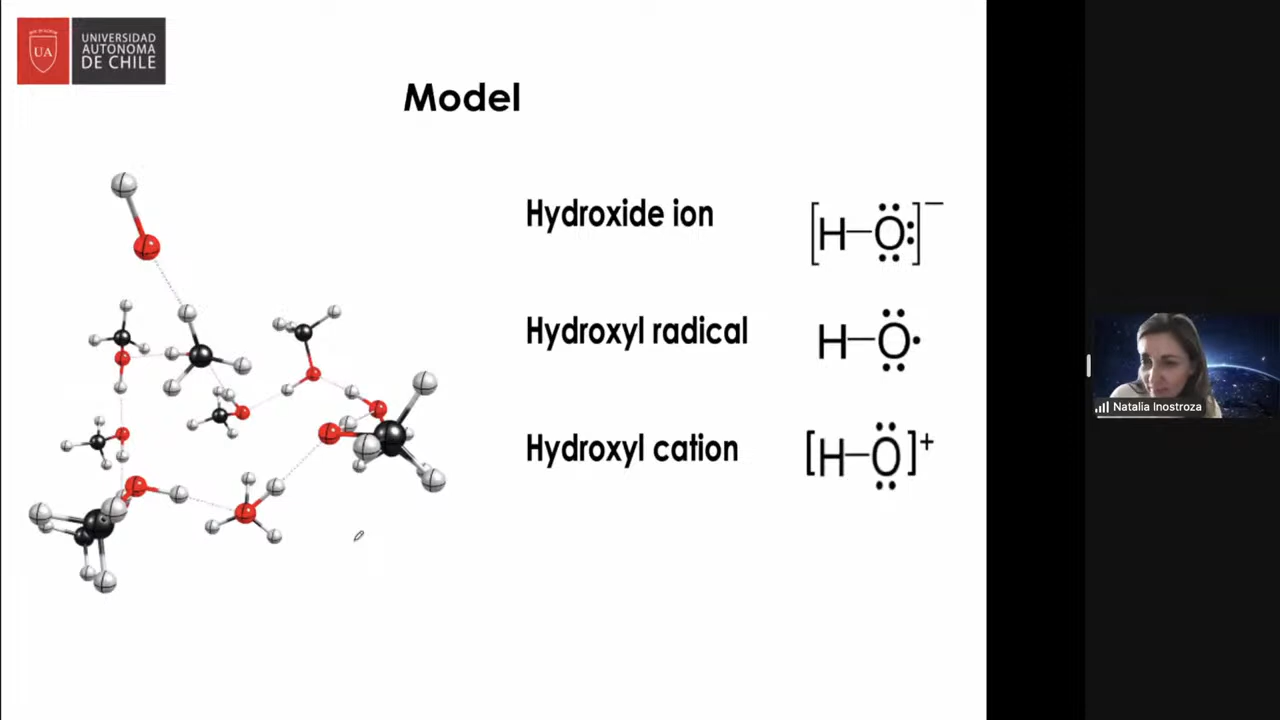 UA
UNIVERSIDAD
AUTONOMA
DE CHILE
Model
Hydroxide ion
[H–Ö:]⁻
Hydroxyl radical
H–Ö·
Hydroxyl cation
[H–Ö]⁺
Natalia Inostroza